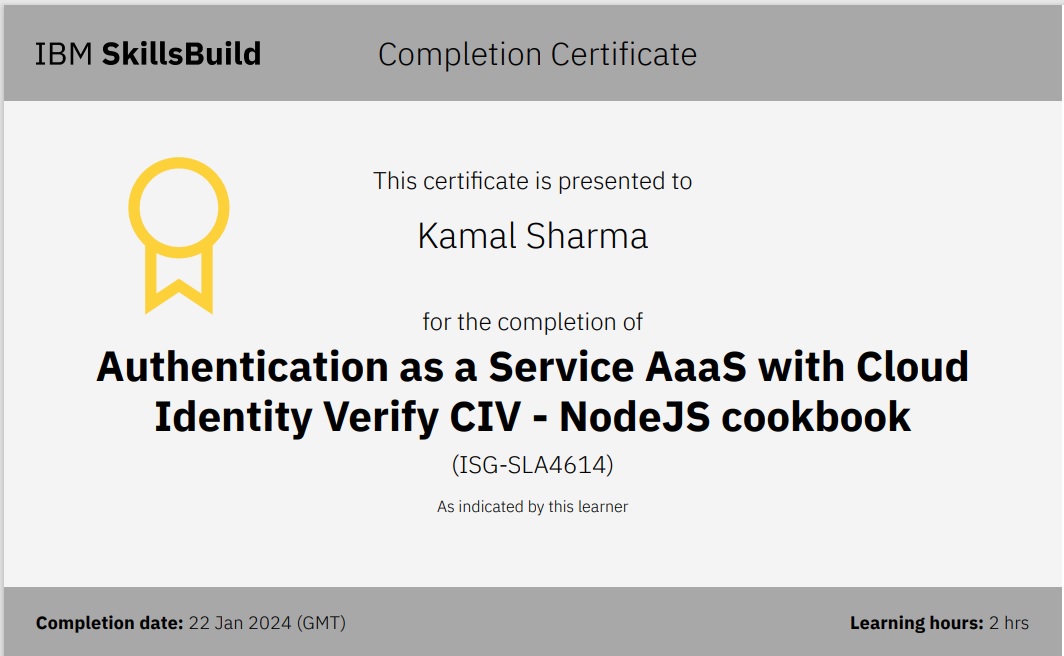 IBM SkillsBuild
Completion Certificate
This certificate is presented to
Kamal Sharma
for the completion of
Authentication as a Service AaaS with Cloud
Identity Verify CIV - NodeJS cookbook
(ISG-SLA4614)
As indicated by this learner
Completion date: 22 Jan 2024 (GMT)
Learning hours: 2 hrs